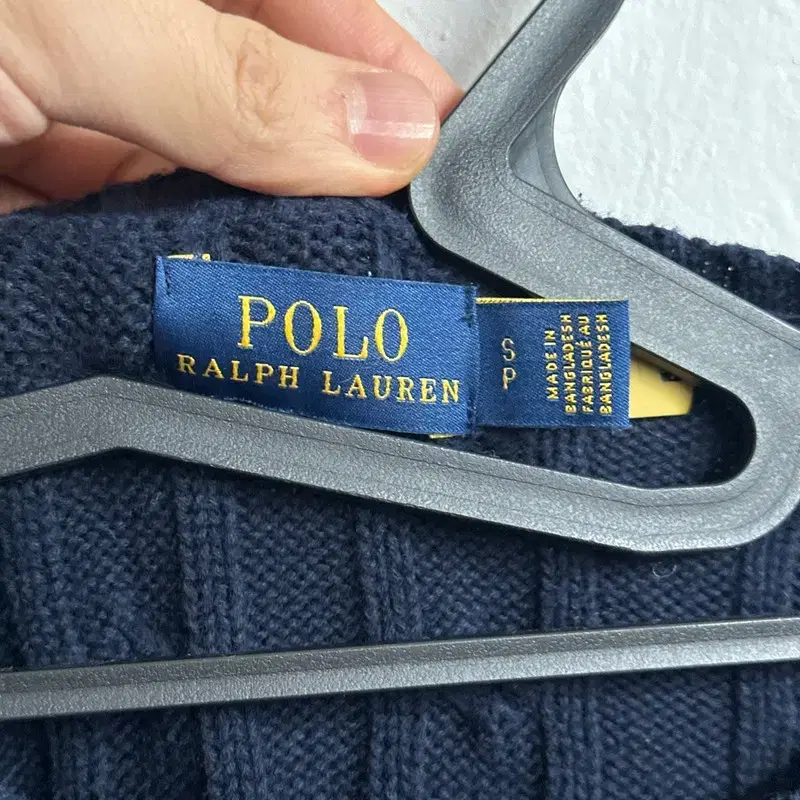 POLO
RALPH LAUREN
S
P
MADE IN
BANGLADESH
FABRIQUÉ AU
BANGLADESH